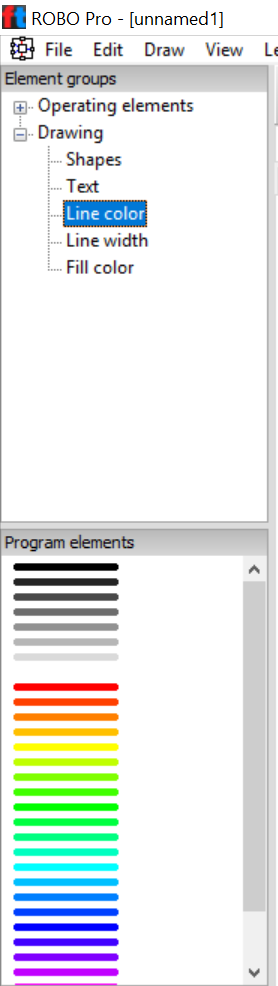 ft ROBO Pro - [unnamed1]
File Edit Draw View
Element groups
Operating elements
Drawing
Shapes
Text
Line color
Line width
Fill color
Program elements